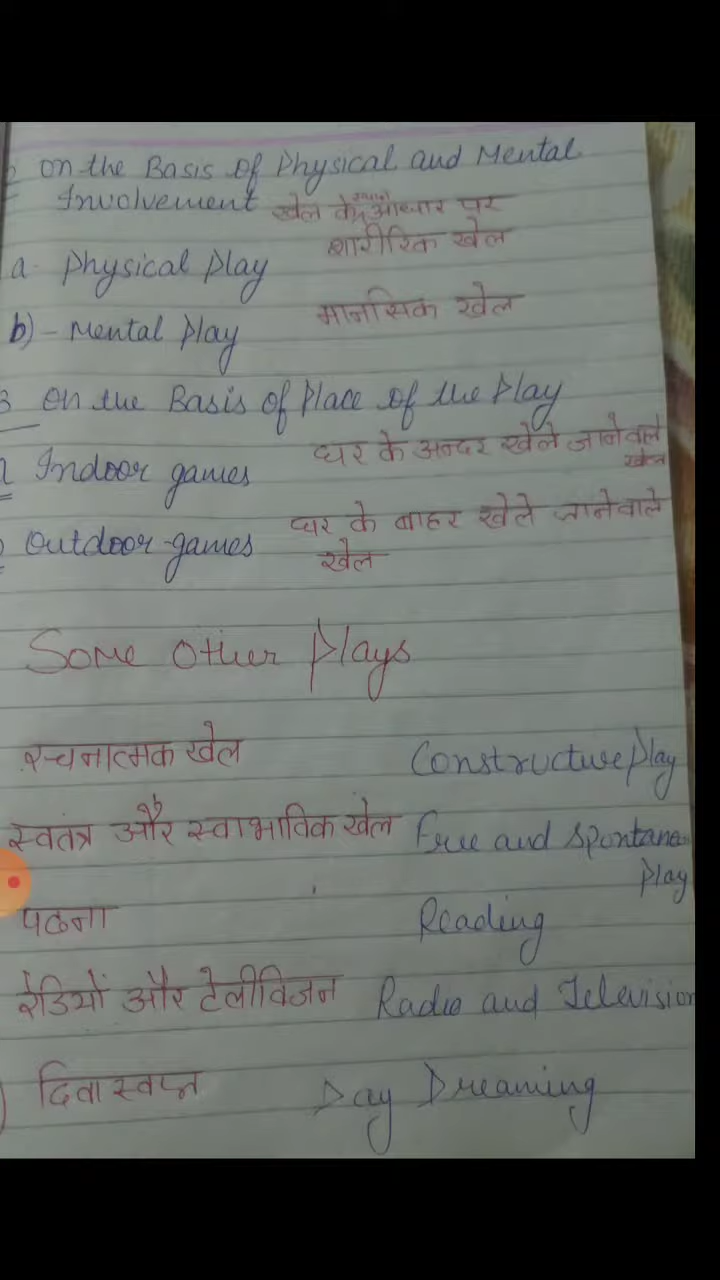 on the Basis of Physical and Mental
Involvement खेल के स्थान आधार पर
शारीरिक खेल
a. Physical Play
मानसिक खेल
b) - Mental Play
3 on the Basis of Place of the Play
घर के अन्दर खेले जानेवाले
खेल
Indoor games
घर के बाहर खेले जानेवाले
Outdoor games खेल
Some Other Plays
रचनात्मक खेल Constructive Play
स्वतंत्र और स्वाभाविक खेल Free and Spontane
Play
पढना Reading
रेडियों और टेलीविजन Radio and Television
दिवास्वप्न Day Dreaming